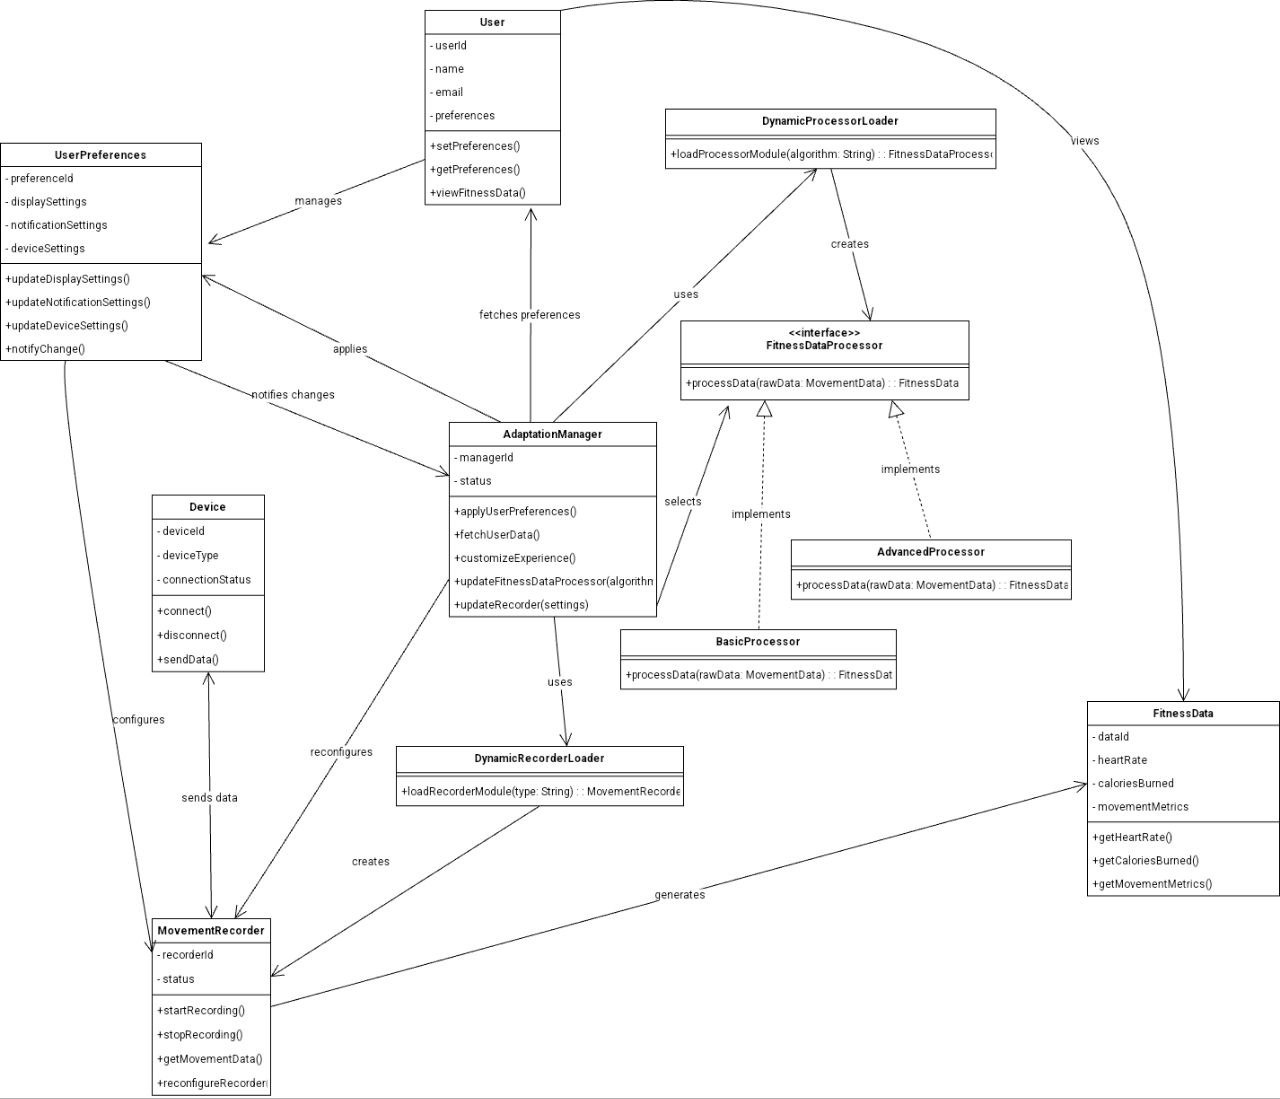 User
- userId
- name
- email
- preferences
+setPreferences()
+getPreferences()
+viewFitnessData()
DynamicProcessorLoader
+loadProcessorModule(algorithm: String) : : FitnessDataProcess
views
UserPreferences
- preferenceId
- displaySettings
- notificationSettings
- deviceSettings
+updateDisplaySettings()
+updateNotificationSettings()
+updateDeviceSettings()
+notifyChange()
manages
creates
uses
fetches preferences
applies
notifies changes
<<interface>>
FitnessDataProcessor
+processData(rawData: MovementData) : : FitnessData
AdaptationManager
- managerId
- status
+applyUserPreferences()
+fetchUserData()
+customizeExperience()
+updateFitnessDataProcessor(algorithm
+updateRecorder(settings)
selects
implements
implements
Device
- deviceId
- deviceType
- connectionStatus
+connect()
+disconnect()
+sendData()
AdvancedProcessor
+processData(rawData: MovementData) : : FitnessData
BasicProcessor
+processData(rawData: MovementData) : : FitnessDat
uses
configures
reconfigures
sends data
DynamicRecorderLoader
+loadRecorderModule(type: String) : : MovementRecorde
creates
generates
FitnessData
- dataId
- heartRate
- caloriesBurned
- movementMetrics
+getHeartRate()
+getCaloriesBurned()
+getMovementMetrics()
MovementRecorder
- recorderId
- status
+startRecording()
+stopRecording()
+getMovementData()
+reconfigureRecorder(